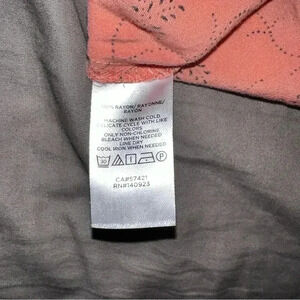 100% RAYON/ RAYONNE/
RAYON
MACHINE WASH COLD
DELICATE CYCLE WITH LIKE
COLORS
ONLY NON-CHLORINE
BLEACH WHEN NEEDED
LINE DRY
COOL IRON WHEN NEEDED
CA#57421
RN#140923